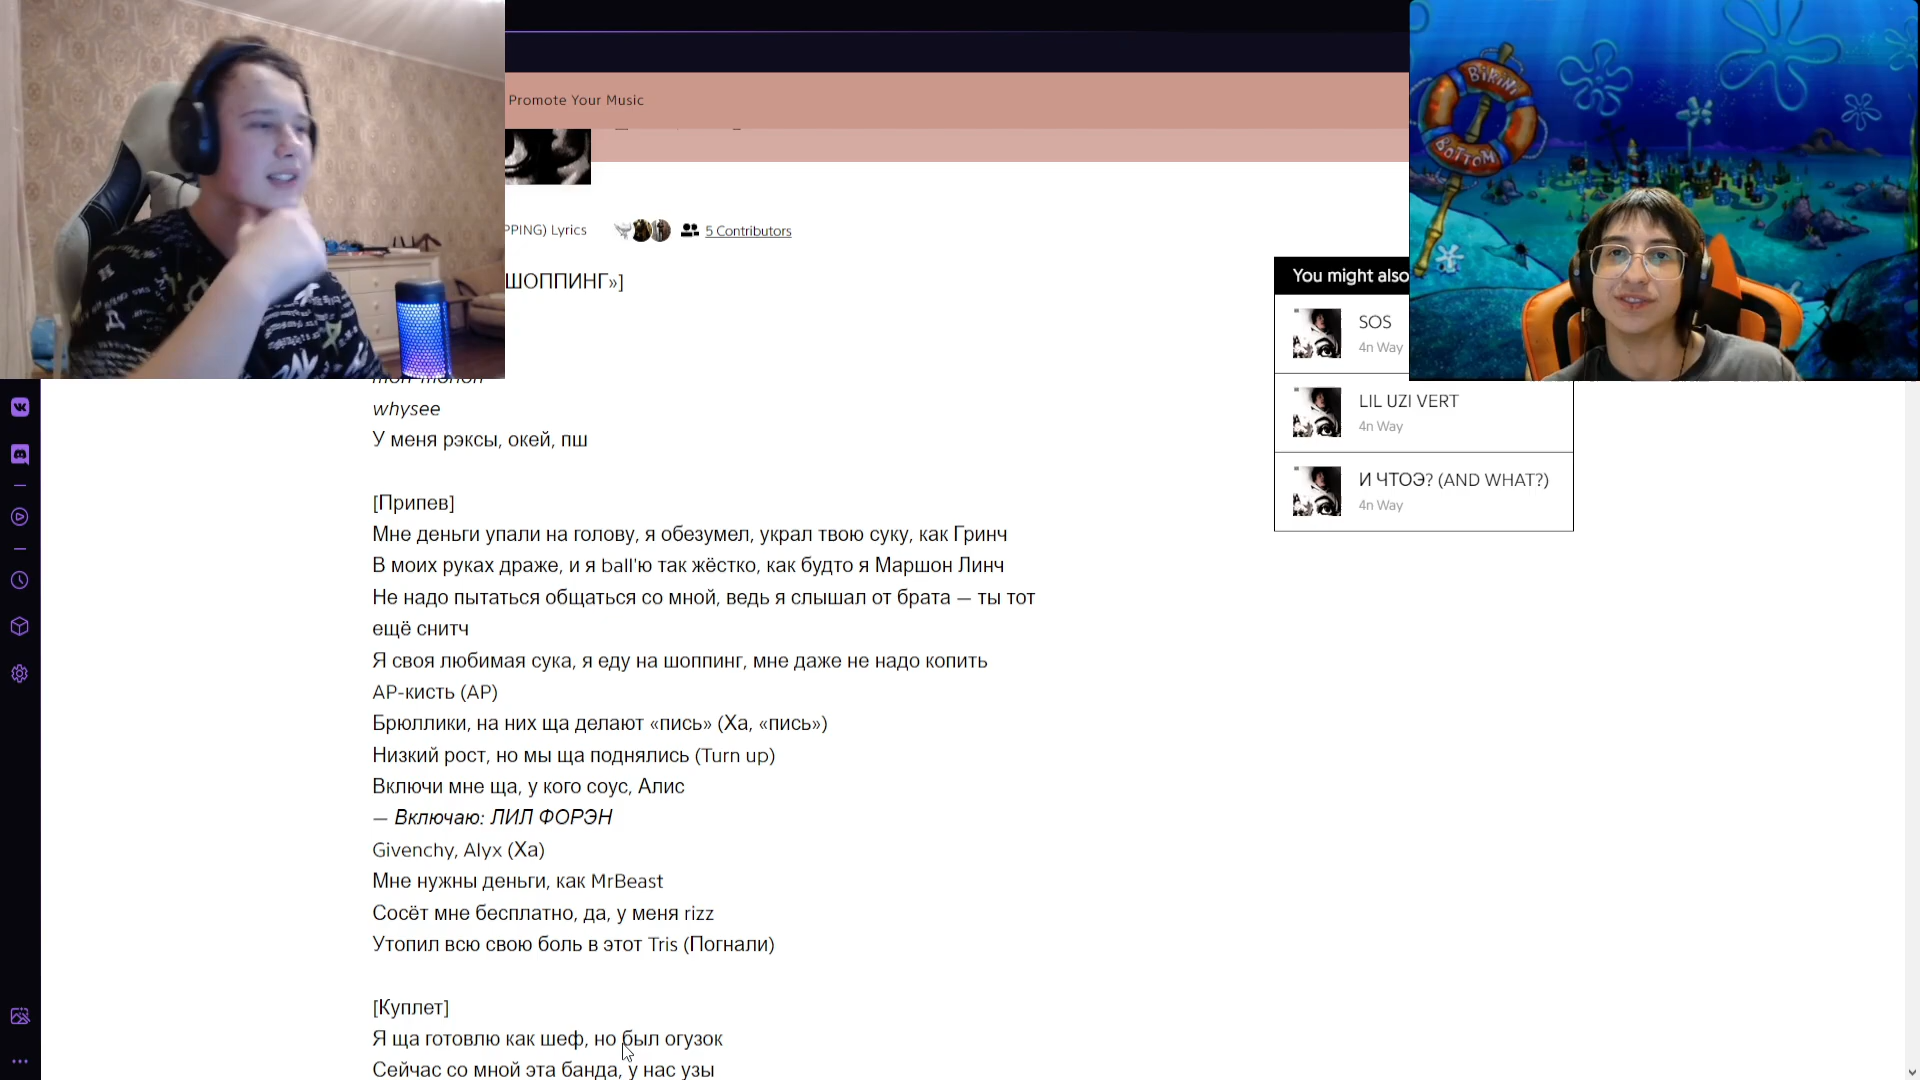 Promote Your Music
PPING) Lyrics
5 Contributors
ШОППИНГ»]
whysee
У меня рэксы, окей, пш
[Припев]
Мне деньги упали на голову, я обезумел, украл твою суку, как Гринч
В моих руках драже, и я ball'ю так жёстко, как будто я Маршон Линч
Не надо пытаться общаться со мной, ведь я слышал от брата — ты тот
ещё снитч
Я своя любимая сука, я еду на шоппинг, мне даже не надо копить
AP-кисть (AP)
Брюллики, на них ща делают «пись» (Ха, «пись»)
Низкий рост, но мы ща поднялись (Turn up)
Включи мне ща, у кого соус, Алис
— Включаю: ЛИЛ ФОРЭН
Givenchy, Alyx (Ха)
Мне нужны деньги, как MrBeast
Сосёт мне бесплатно, да, у меня rizz
Утопил всю свою боль в этот Tris (Погнали)
[Куплет]
Я ща готовлю как шеф, но был огузок
Сейчас со мной эта банда, у нас узы
You might also
SOS
4n Way
LIL UZI VERT
4n Way
И ЧТОЭ? (AND WHAT?)
4n Way
BIKINI
BOTTOM